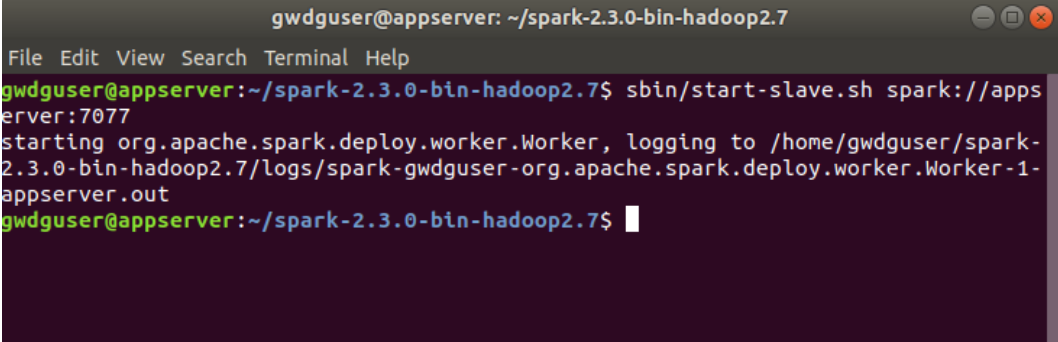 gwdguser@appserver: ~/spark-2.3.0-bin-hadoop2.7
File Edit View Search Terminal Help
gwdguser@appserver:~/spark-2.3.0-bin-hadoop2.7$ sbin/start-slave.sh spark://apps
erver:7077
starting org.apache.spark.deploy.worker.Worker, logging to /home/gwdguser/spark-
2.3.0-bin-hadoop2.7/logs/spark-gwdguser-org.apache.spark.deploy.worker.Worker-1-
appserver.out
gwdguser@appserver:~/spark-2.3.0-bin-hadoop2.7$